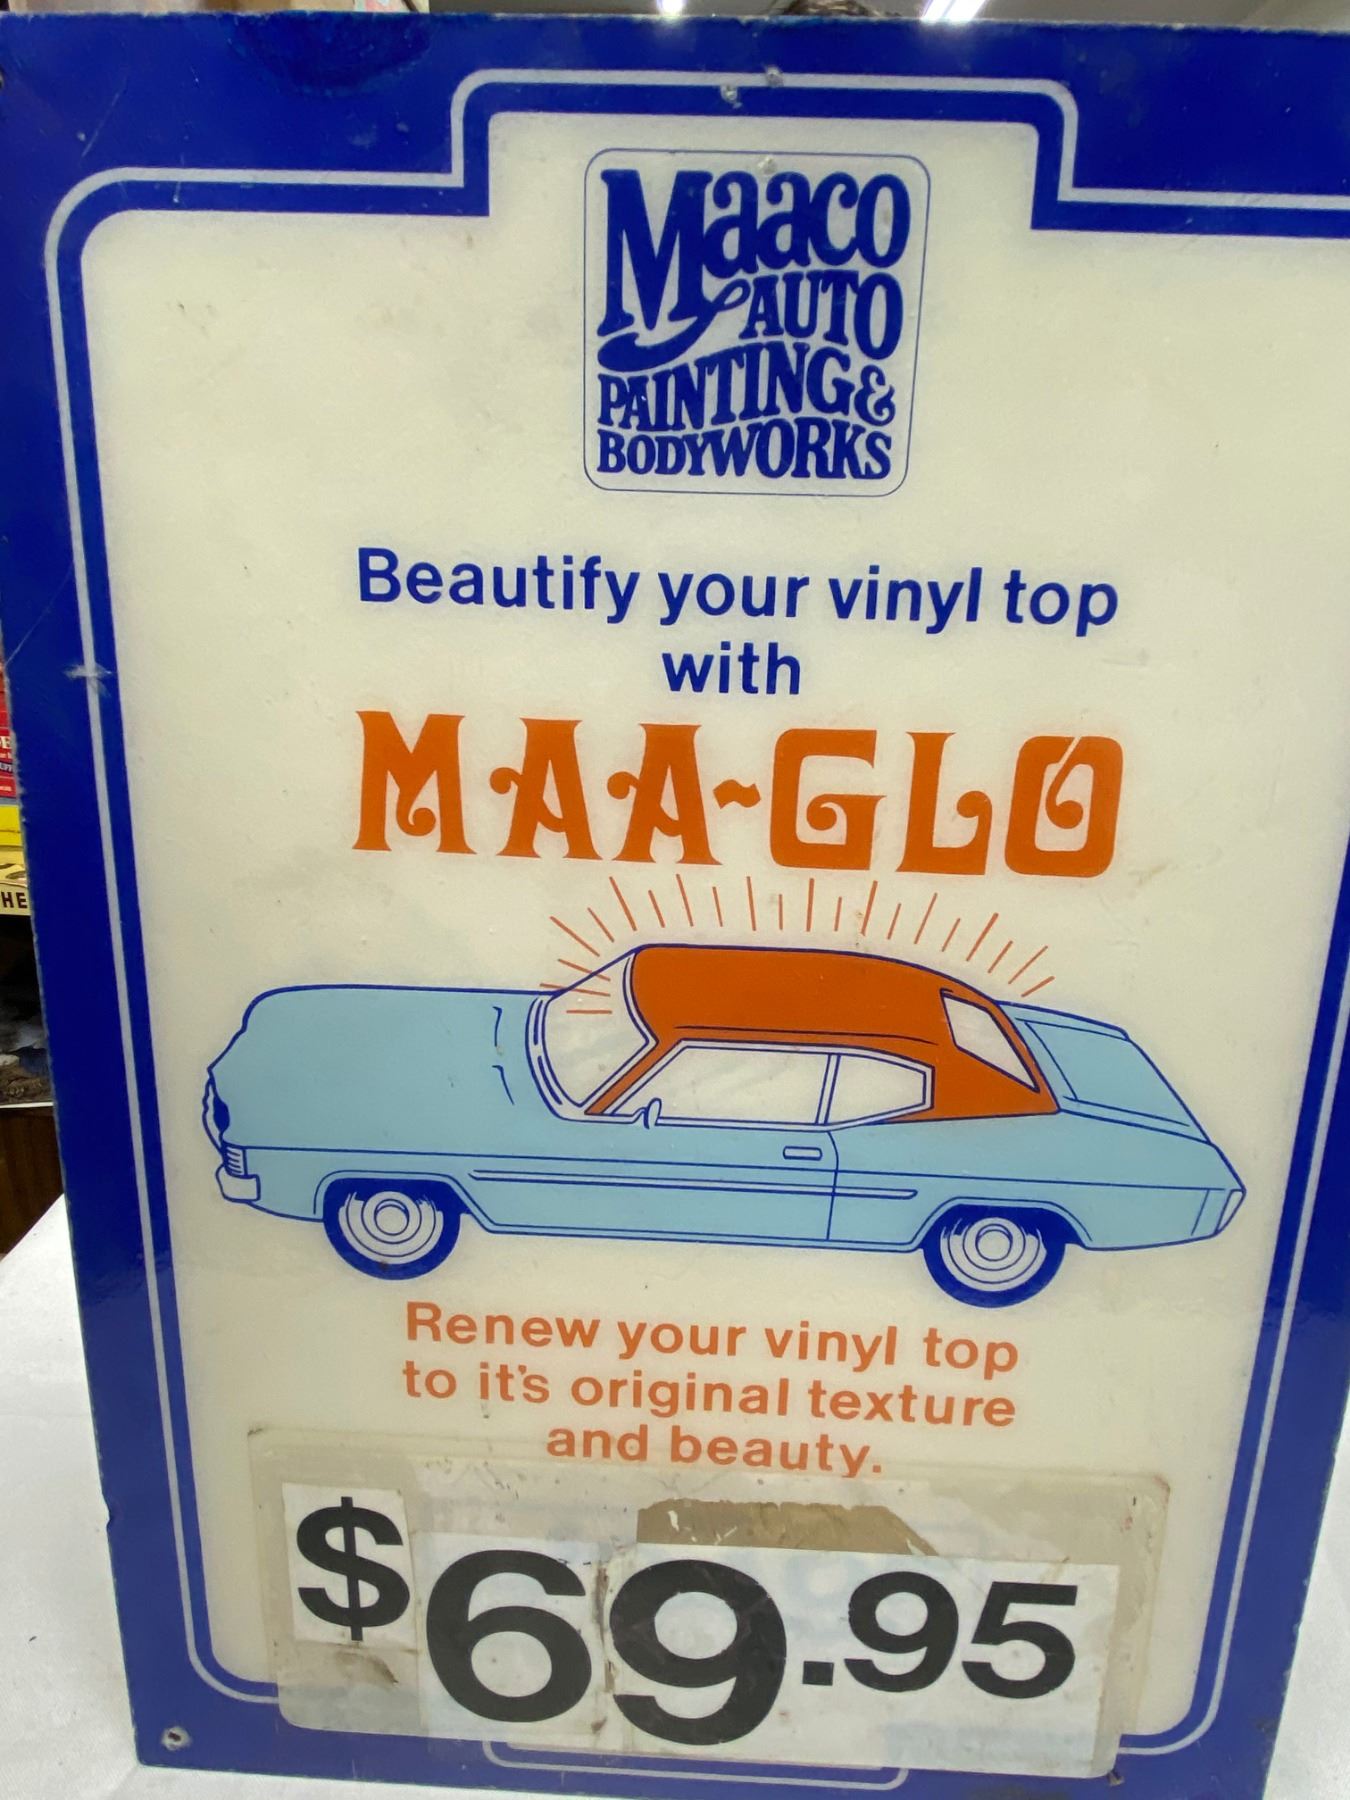 Maaco
AUTO
PAINTING &
BODYWORKS
Beautify your vinyl top
with
MAA~GLO
Renew your vinyl top
to it's original texture
and beauty.
$69.95
HE